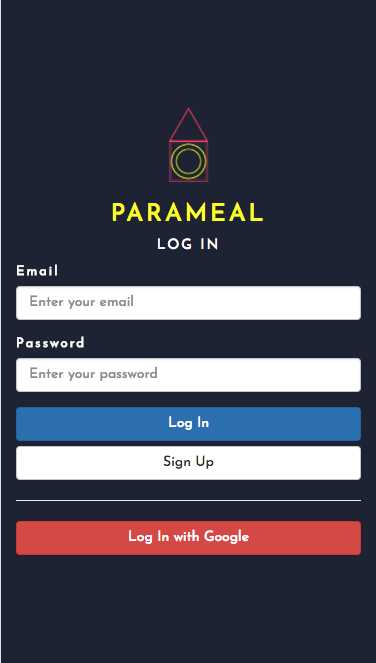 PARAMEAL
LOG IN
Email
Enter your email
Password
Enter your password
Log In
Sign Up
Log In with Google